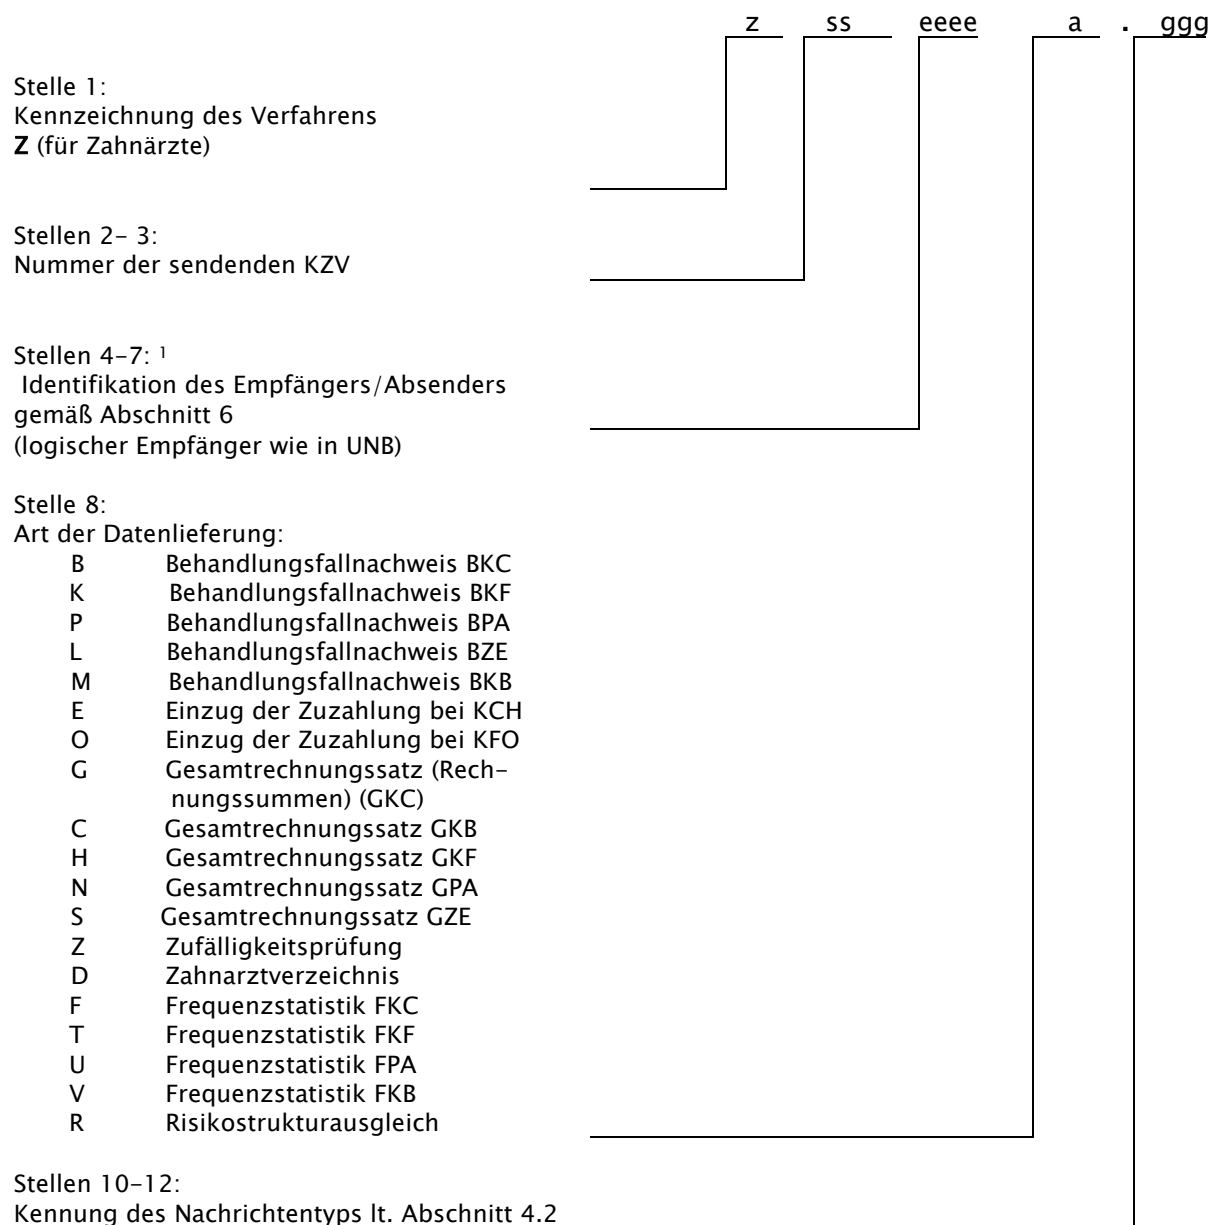 z ss eeee a . ggg
Stelle 1:
Kennzeichnung des Verfahrens
Z (für Zahnärzte)
Stellen 2- 3:
Nummer der sendenden KZV
Stellen 4-7: 1
Identifikation des Empfängers/Absenders
gemäß Abschnitt 6
(logischer Empfänger wie in UNB)
Stelle 8:
Art der Datenlieferung:
B Behandlungsfallnachweis BKC
K Behandlungsfallnachweis BKF
P Behandlungsfallnachweis BPA
L Behandlungsfallnachweis BZE
M Behandlungsfallnachweis BKB
E Einzug der Zuzahlung bei KCH
O Einzug der Zuzahlung bei KFO
G Gesamtrechnungssatz (Rech-
nungssummen) (GKC)
C Gesamtrechnungssatz GKB
H Gesamtrechnungssatz GKF
N Gesamtrechnungssatz GPA
S Gesamtrechnungssatz GZE
Z Zufälligkeitsprüfung
D Zahnarztverzeichnis
F Frequenzstatistik FKC
T Frequenzstatistik FKF
U Frequenzstatistik FPA
V Frequenzstatistik FKB
R Risikostrukturausgleich
Stellen 10-12:
Kennung des Nachrichtentyps lt. Abschnitt 4.2